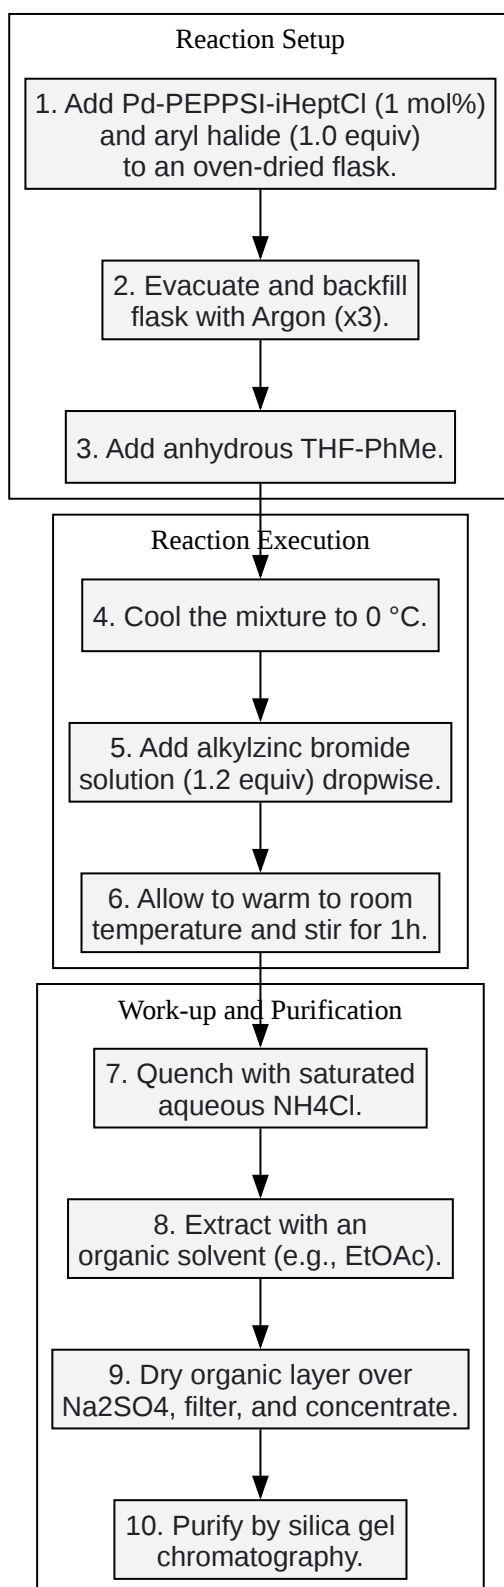 Reaction Setup
1. Add Pd-PEPPSI-iHeptCl (1 mol%)
and aryl halide (1.0 equiv)
to an oven-dried flask.
2. Evacuate and backfill
flask with Argon (x3).
3. Add anhydrous THF-PhMe.
Reaction Execution
4. Cool the mixture to 0 °C.
5. Add alkylzinc bromide
solution (1.2 equiv) dropwise.
6. Allow to warm to room
temperature and stir for 1h.
Work-up and Purification
7. Quench with saturated
aqueous NH4Cl.
8. Extract with an
organic solvent (e.g., EtOAc).
9. Dry organic layer over
Na2SO4, filter, and concentrate.
10. Purify by silica gel
chromatography.